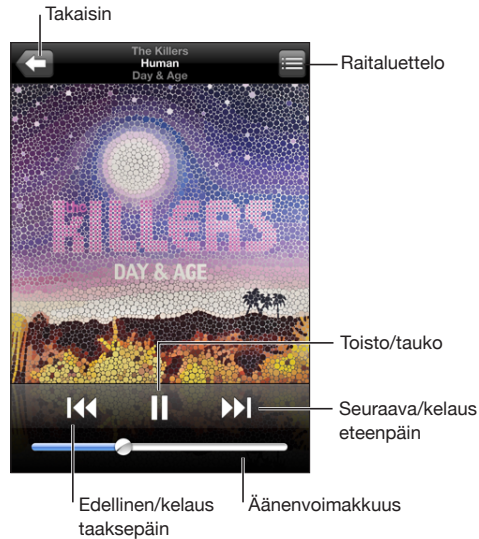 Takaisin
The Killers
Human
Day & Age
Raitaluettelo
the
KILLERS
DAY & AGE
Toisto/tauko
Seuraava/kelaus
eteenpäin
Edellinen/kelaus
taaksepäin
Äänenvoimakkuus